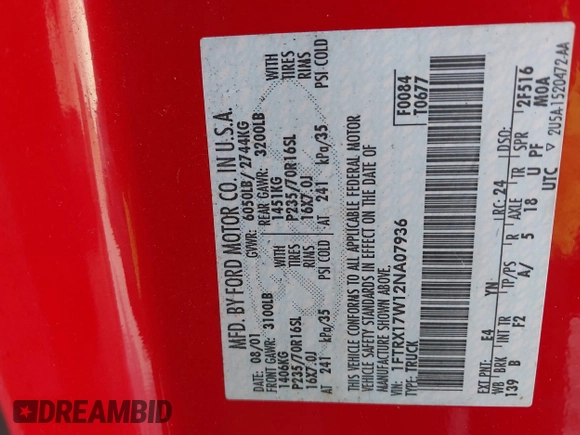 MFD. BY FORD MOTOR CO. IN U.S.A.
DATE: 08/01 GVWR: 6050LB/ 2744KG
FRONT GAWR: 3100LB REAR GAWR: 3200LB
1406KG WITH 1451KG WITH
P235/70R16SL TIRES P235/70R16SL TIRES
16X7.0J RIMS 16X7.0J RIMS
AT 241 kPa/35 PSI COLD AT 241 kPa/35 PSI COLD
THIS VEHICLE CONFORMS TO ALL APPLICABLE FEDERAL MOTOR
VEHICLE SAFETY STANDARDS IN EFFECT ON THE DATE OF
MANUFACTURE SHOWN ABOVE.
VIN: 1FTRX17W12NA07936
TYPE: TRUCK
F0084
T0677
EXT PNT: E4 YN RC: 24 DSO:
WB BRK INT TR TP/PS R AXLE TR SPR 2F516
139 B F2 A/ 5 18 U PF M0A
UTC ▽ 2U5A-1520472-AA
DREAMBID